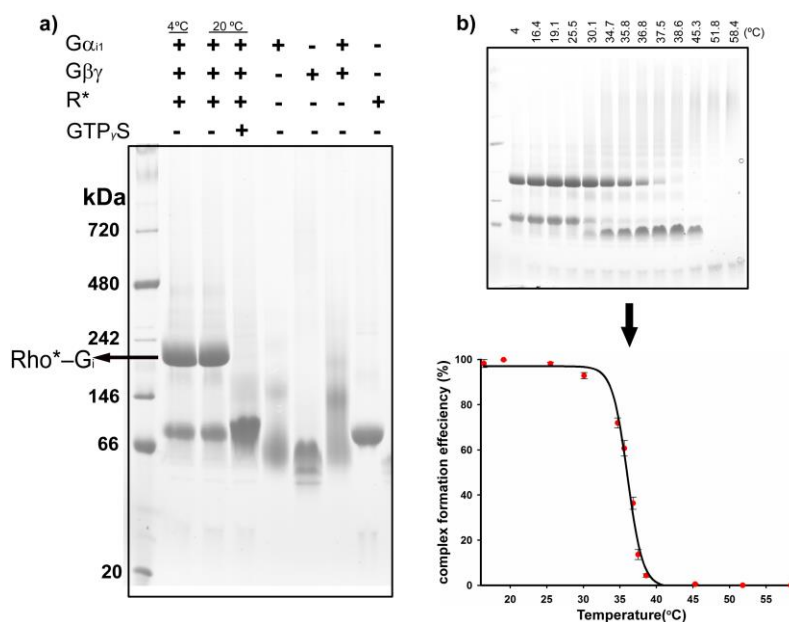 a)
4ºC 20 ºC
Gαi1 + + + + - +  -
Gβγ + + + - + + -
R* + + + - - - +
GTPγS - - + - - - -
kDa
720
480
242
Rho*–Gi
146
66
20
b)
4 16.4 19.1 25.5 30.1 34.7 35.8 36.8 37.5 38.6 45.3 51.8 58.4 (ºC)
complex formation effeciency (%)
100
80
60
40
20
0
20 25 30 35 40 45 50 55
Temperature(ºC)